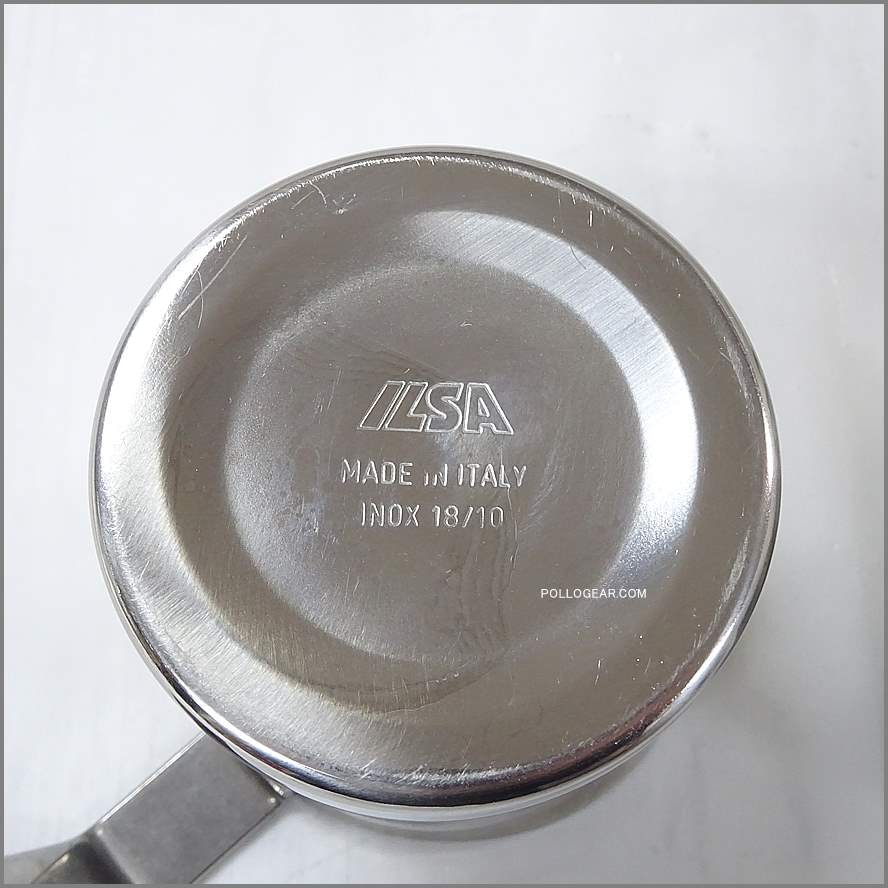 ILSA
MADE IN ITALY
INOX 18/10
POLLOGEAR.COM